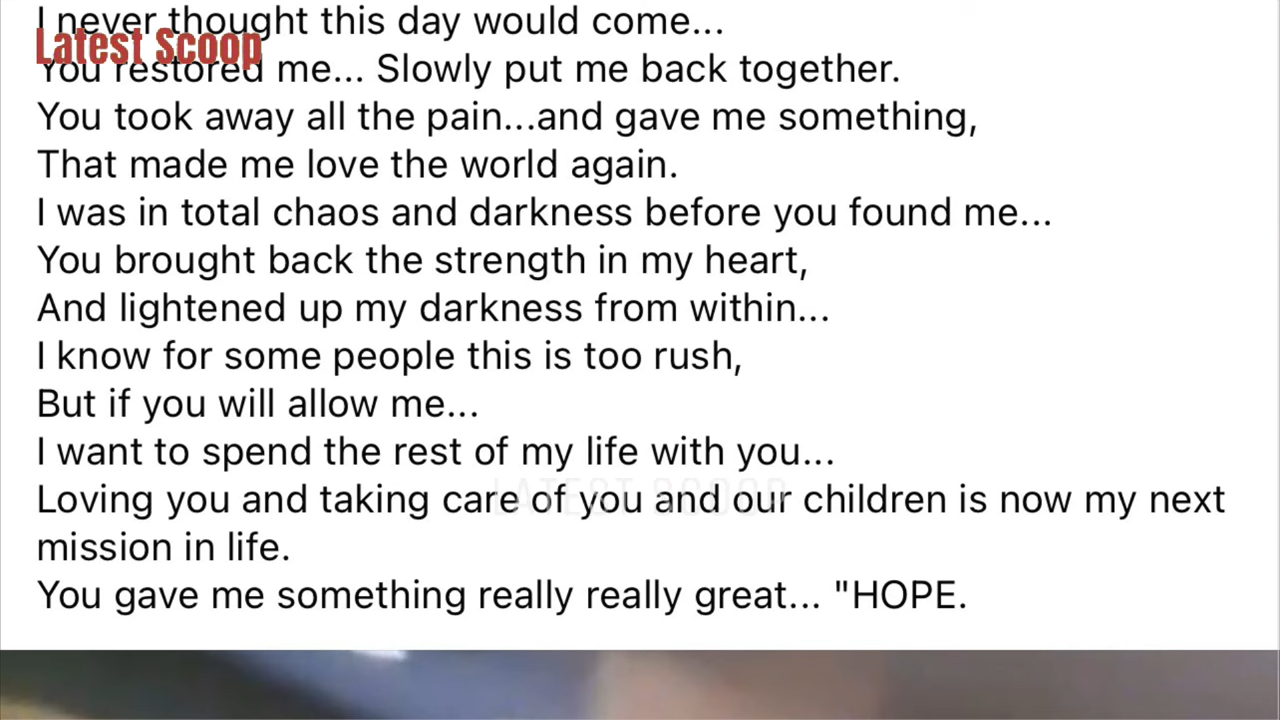 I never thought this day would come...
Latest Scoop
You restored me... Slowly put me back together.
You took away all the pain...and gave me something,
That made me love the world again.
I was in total chaos and darkness before you found me...
You brought back the strength in my heart,
And lightened up my darkness from within...
I know for some people this is too rush,
But if you will allow me...
I want to spend the rest of my life with you...
LATEST SCOOP
Loving you and taking care of you and our children is now my next
mission in life.
You gave me something really really great... "HOPE.